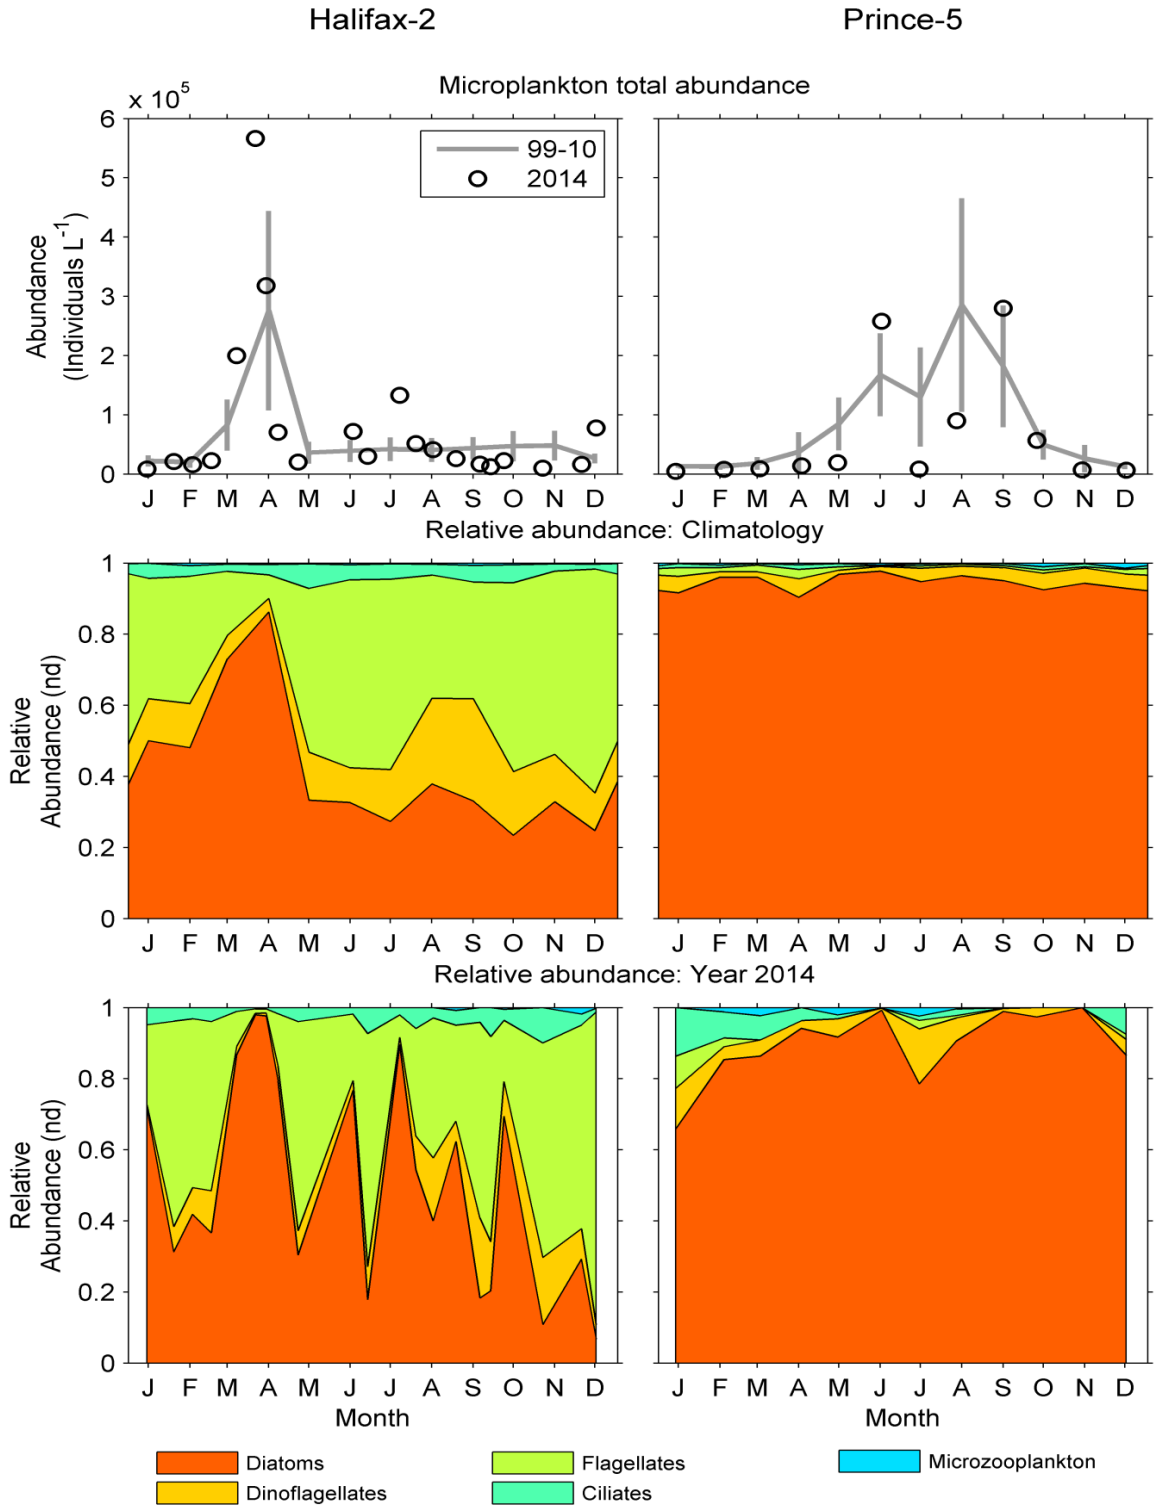 Halifax-2 Prince-5
Microplankton total abundance
x 10⁵
6
5
4
3
2
1
0
Abundance
(Individuals L⁻¹)
99-10
2014
J F M A M J J A S O N D
J F M A M J J A S O N D
Relative abundance: Climatology
1
0.8
0.6
0.4
0.2
0
Relative
Abundance (nd)
J F M A M J J A S O N D
J F M A M J J A S O N D
Relative abundance: Year 2014
1
0.8
0.6
0.4
0.2
0
Relative
Abundance (nd)
J F M A M J J A S O N D
J F M A M J J A S O N D
Month Month
Diatoms Flagellates Microzooplankton
Dinoflagellates Ciliates